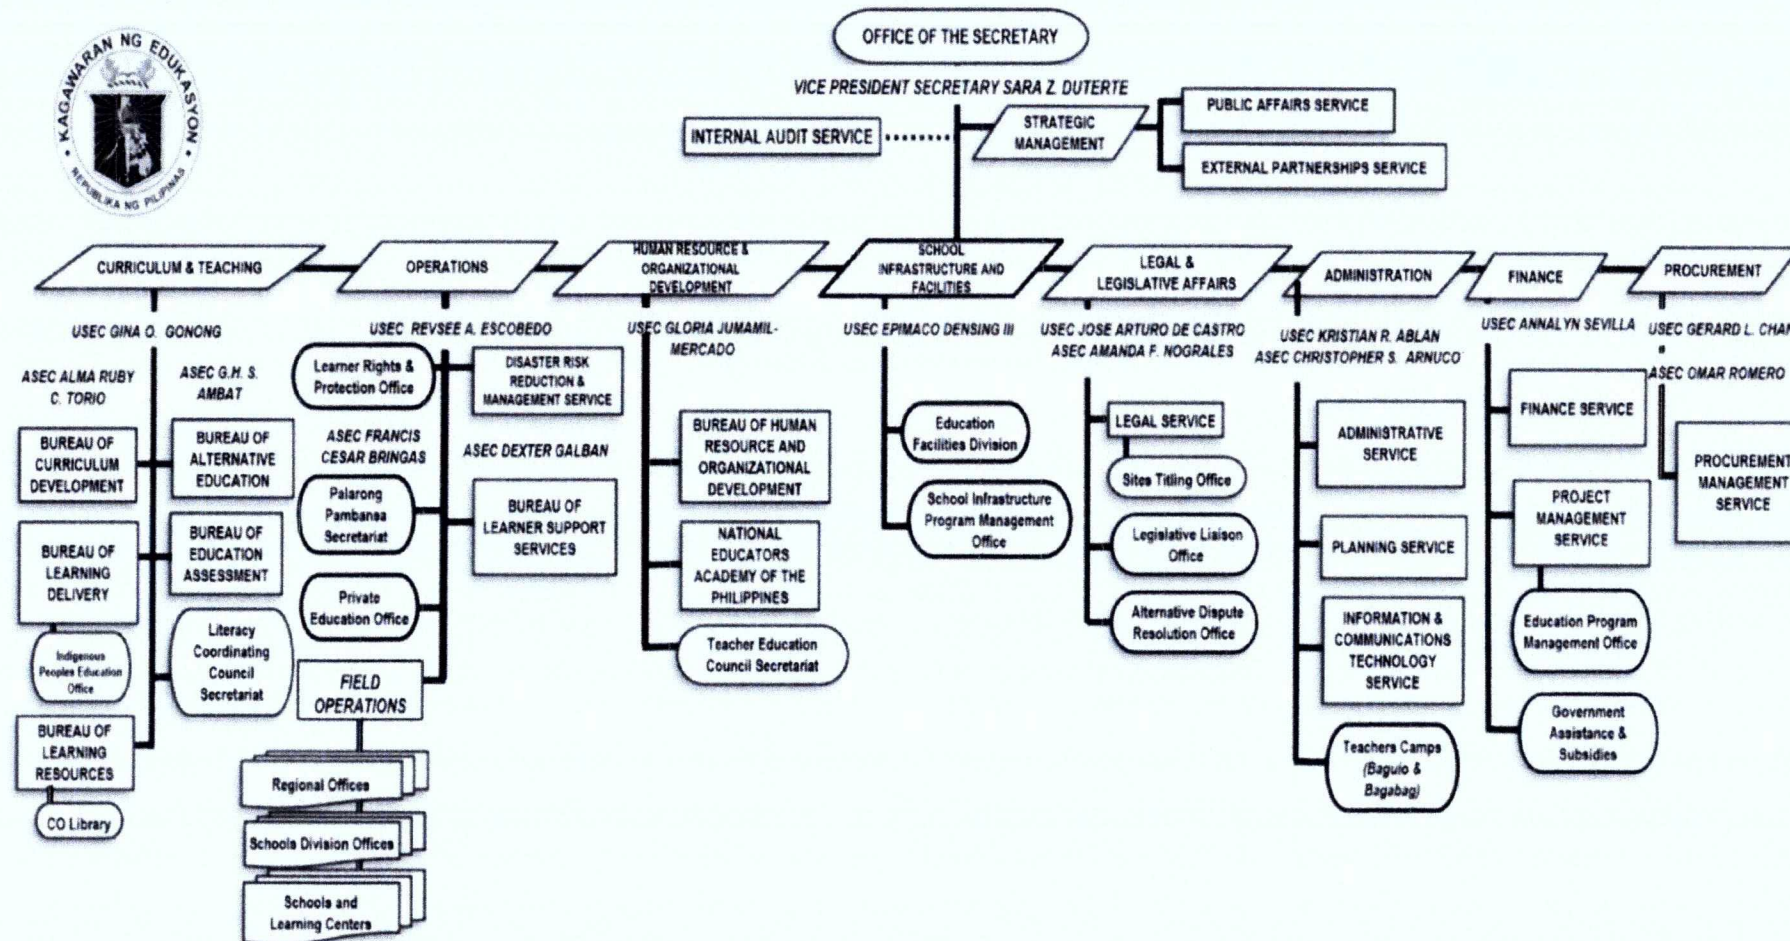 KAGAWARAN NG EDUKASYON
REPUBLIKA NG PILIPINAS
OFFICE OF THE SECRETARY
VICE PRESIDENT SECRETARY SARA Z. DUTERTE
INTERNAL AUDIT SERVICE
STRATEGIC
MANAGEMENT
PUBLIC AFFAIRS SERVICE
EXTERNAL PARTNERSHIPS SERVICE
CURRICULUM & TEACHING
USEC GINA O. GONONG
ASEC ALMA RUBY
C. TORIO
ASEC G.H. S.
AMBAT
BUREAU OF
CURRICULUM
DEVELOPMENT
BUREAU OF
ALTERNATIVE
EDUCATION
BUREAU OF
LEARNING
DELIVERY
BUREAU OF
EDUCATION
ASSESSMENT
Indigenous
Peoples Education
Office
Literacy
Coordinating
Council
Secretariat
BUREAU OF
LEARNING
RESOURCES
CO Library
OPERATIONS
USEC REVSEE A. ESCOBEDO
Learner Rights &
Protection Office
DISASTER RISK
REDUCTION &
MANAGEMENT SERVICE
ASEC FRANCIS
CESAR BRINGAS
ASEC DEXTER GALBAN
Palarong
Pambansa
Secretariat
BUREAU OF
LEARNER SUPPORT
SERVICES
Private
Education Office
FIELD
OPERATIONS
Regional Offices
Schools Division Offices
Schools and
Learning Centers
HUMAN RESOURCE &
ORGANIZATIONAL
DEVELOPMENT
USEC GLORIA JUMAMIL-
MERCADO
BUREAU OF HUMAN
RESOURCE AND
ORGANIZATIONAL
DEVELOPMENT
NATIONAL
EDUCATORS
ACADEMY OF THE
PHILIPPINES
Teacher Education
Council Secretariat
SCHOOL
INFRASTRUCTURE AND
FACILITIES
USEC EPIMACO DENSING III
Education
Facilities Division
School Infrastructure
Program Management
Office
LEGAL &
LEGISLATIVE AFFAIRS
USEC JOSE ARTURO DE CASTRO
ASEC AMANDA F. NOGRALES
LEGAL SERVICE
Sites Titling Office
Legislative Liaison
Office
Alternative Dispute
Resolution Office
ADMINISTRATION
USEC KRISTIAN R. ABLAN
ASEC CHRISTOPHER S. ARNUCO
ADMINISTRATIVE
SERVICE
PLANNING SERVICE
INFORMATION &
COMMUNICATIONS
TECHNOLOGY
SERVICE
Teachers Camps
(Baguio &
Bagabag)
FINANCE
USEC ANNALYN SEVILLA
FINANCE SERVICE
PROJECT
MANAGEMENT
SERVICE
Education Program
Management Office
Government
Assistance &
Subsidies
PROCUREMENT
USEC GERARD L. CHAN
ASEC OMAR ROMERO
PROCUREMENT
MANAGEMENT
SERVICE